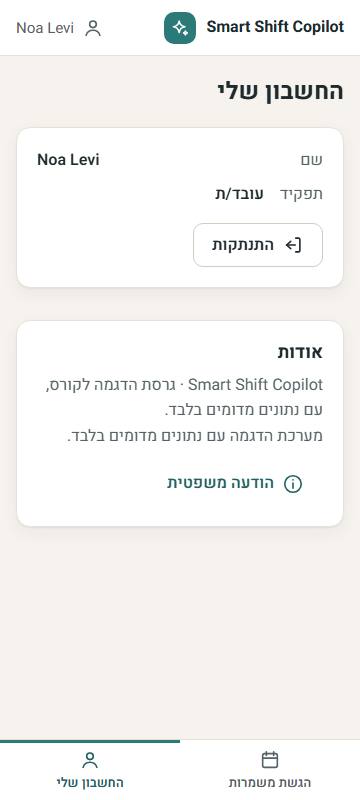 Smart Shift Copilot
Noa Levi
החשבון שלי
שם Noa Levi
תפקיד עובד/ת
התנתקות
אודות
Smart Shift Copilot · גרסת הדגמה לקורס,
עם נתונים מדומים בלבד.
מערכת הדגמה עם נתונים מדומים בלבד.
הודעה משפטית
הגשת משמרות
החשבון שלי